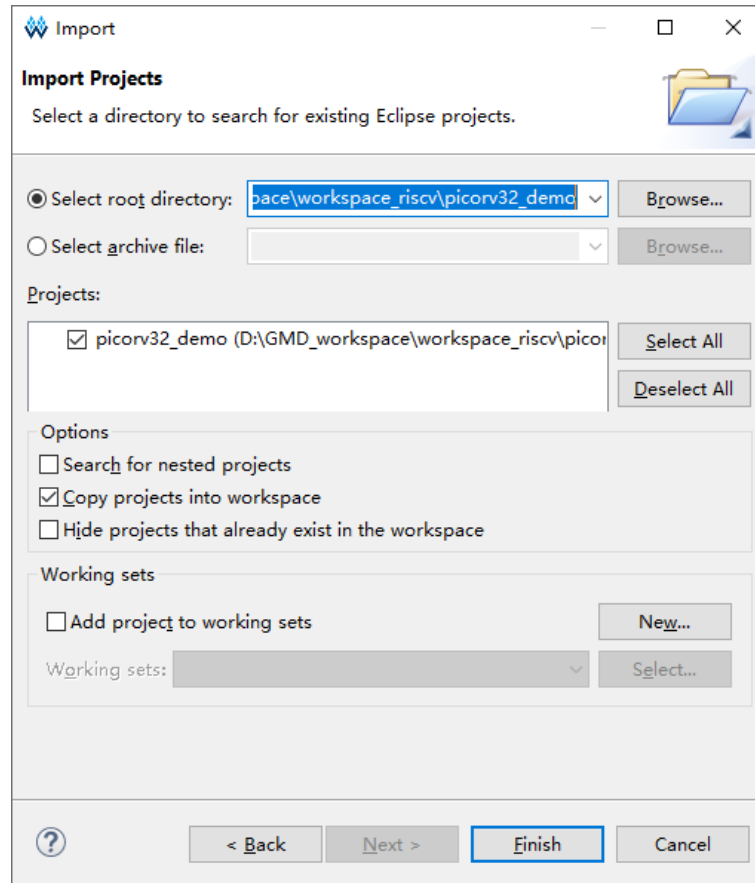 Import
Import Projects
Select a directory to search for existing Eclipse projects.
Select root directory: pace\workspace_riscv\picorv32_demo Browse...
Select archive file: Browse...
Projects:
picorv32_demo (D:\GMD_workspace\workspace_riscv\picor Select All
Deselect All
Options
Search for nested projects
Copy projects into workspace
Hide projects that already exist in the workspace
Working sets
Add project to working sets New...
Working sets: Select...
? < Back Next > Finish Cancel